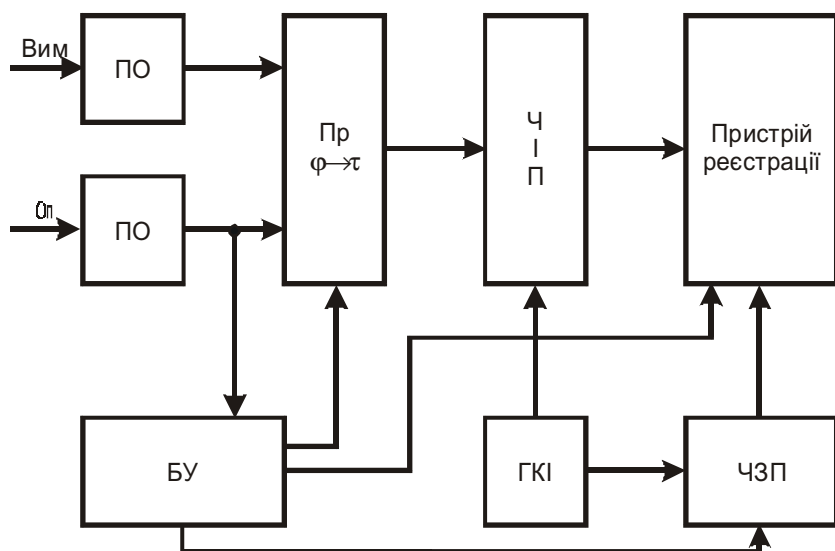 Вим
ПО
Пр
φ→τ
Ч
І
П
Пристрій
реєстрації
Оп
ПО
БУ
ГКІ
ЧЗП